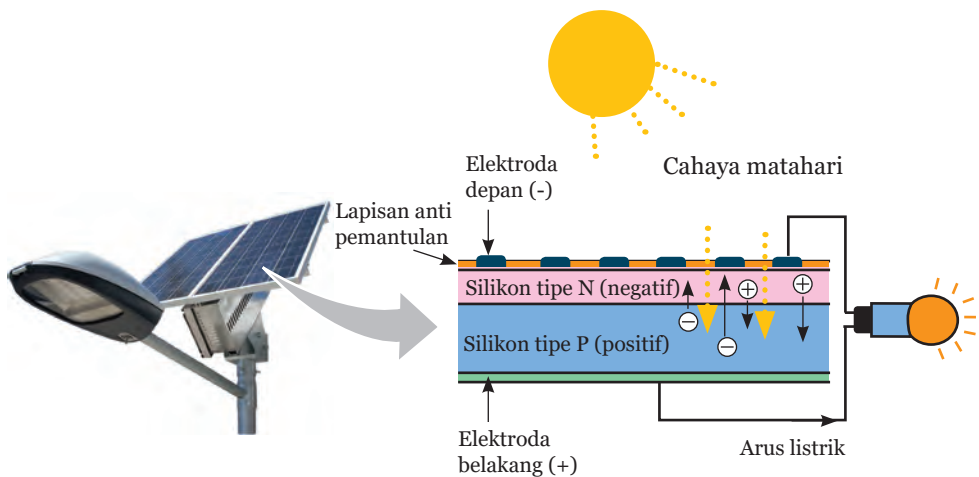 Cahaya matahari
Elektroda
depan (-)
Lapisan anti
pemantulan
Silikon tipe N (negatif)
+
+
-
Silikon tipe P (positif)
-
Elektroda
belakang (+)
Arus listrik